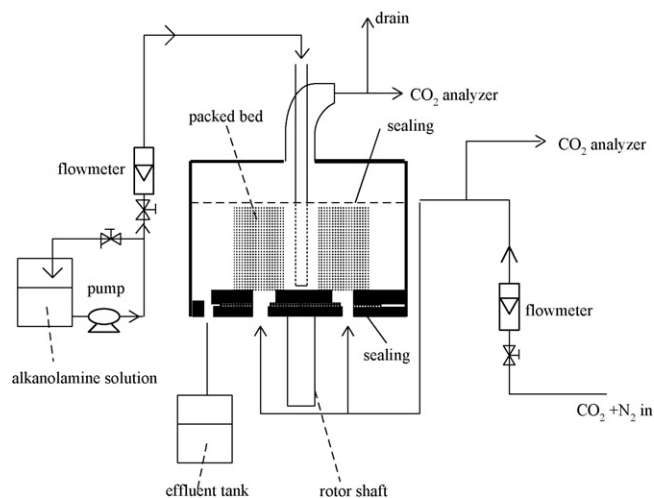 drain
CO2 analyzer
packed bed
sealing
CO2 analyzer
flowmeter
pump
flowmeter
sealing
alkanolamine solution
CO2 +N2 in
effluent tank
rotor shaft